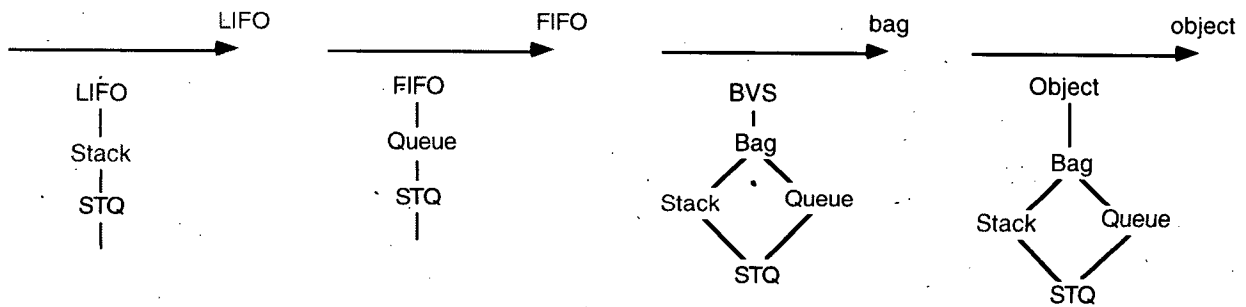 LIFO
FIFO
bag
object
LIFO
Stack
STQ
FIFO
Queue
STQ
BVS
Bag
Stack
Queue
STQ
Object
Bag
Stack
Queue
STQ